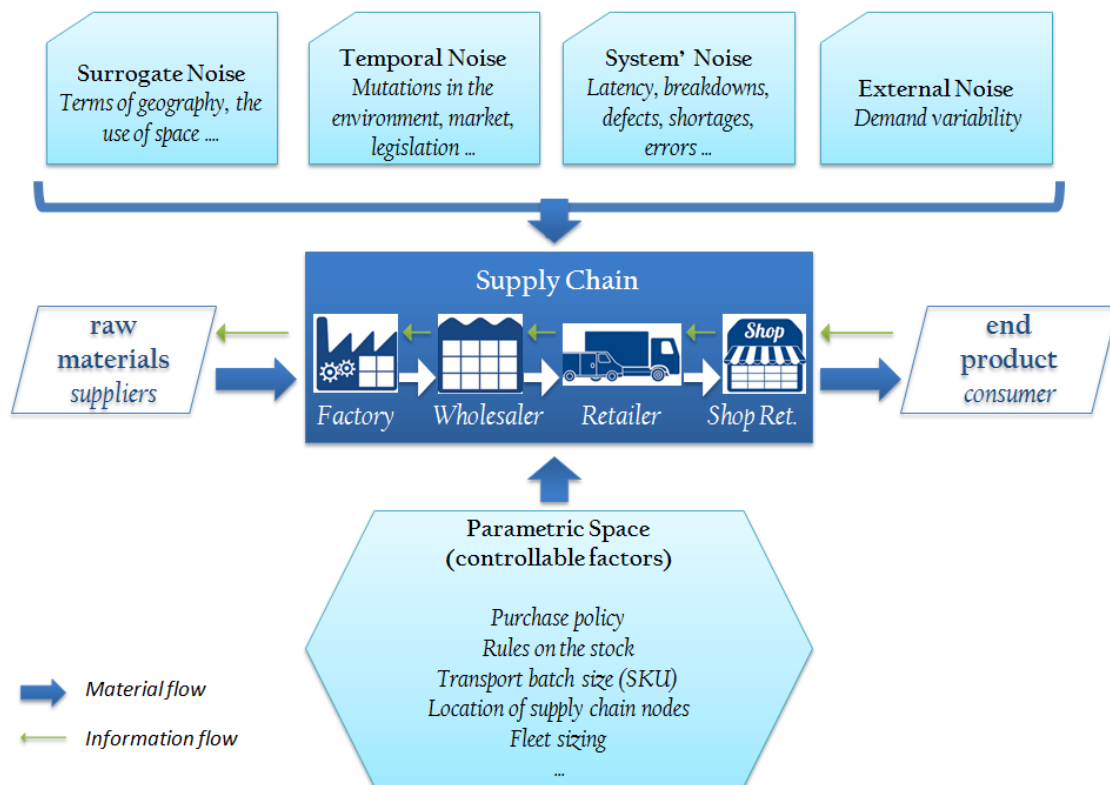 Surrogate Noise
Terms of geography, the
use of space ....
Temporal Noise
Mutations in the
environment, market,
legislation ...
System' Noise
Latency, breakdowns,
defects, shortages,
errors ...
External Noise
Demand variability
Supply Chain
raw
materials
suppliers
Shop
Factory
Wholesaler
Retailer
Shop Ret.
end
product
consumer
Parametric Space
(controllable factors)
Purchase policy
Rules on the stock
Transport batch size (SKU)
Location of supply chain nodes
Fleet sizing
...
Material flow
Information flow